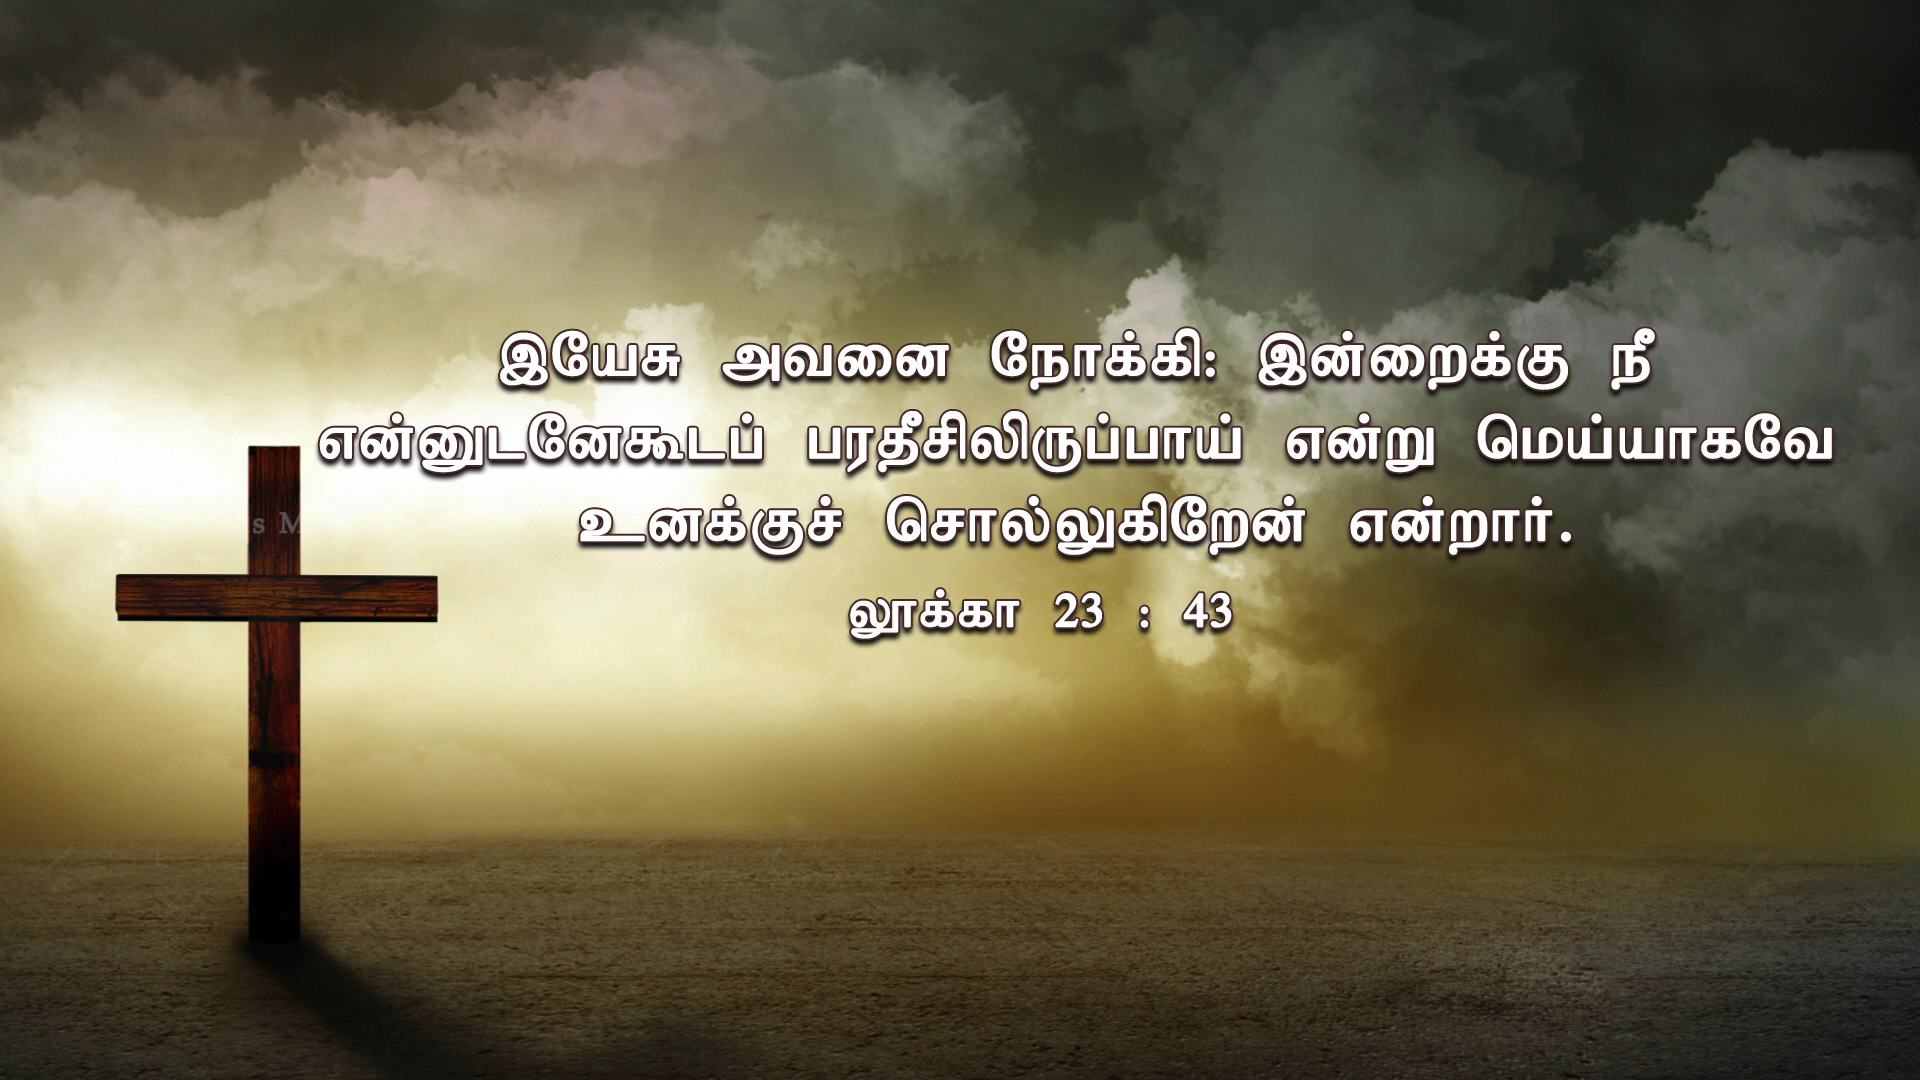 இயேசு அவனை நோக்கி: இன்றைக்கு நீ
என்னுடனேகூடப் பரதீசிலிருப்பாய் என்று மெய்யாகவே
உனக்குச் சொல்லுகிறேன் என்றார்.
லூக்கா 23 : 43